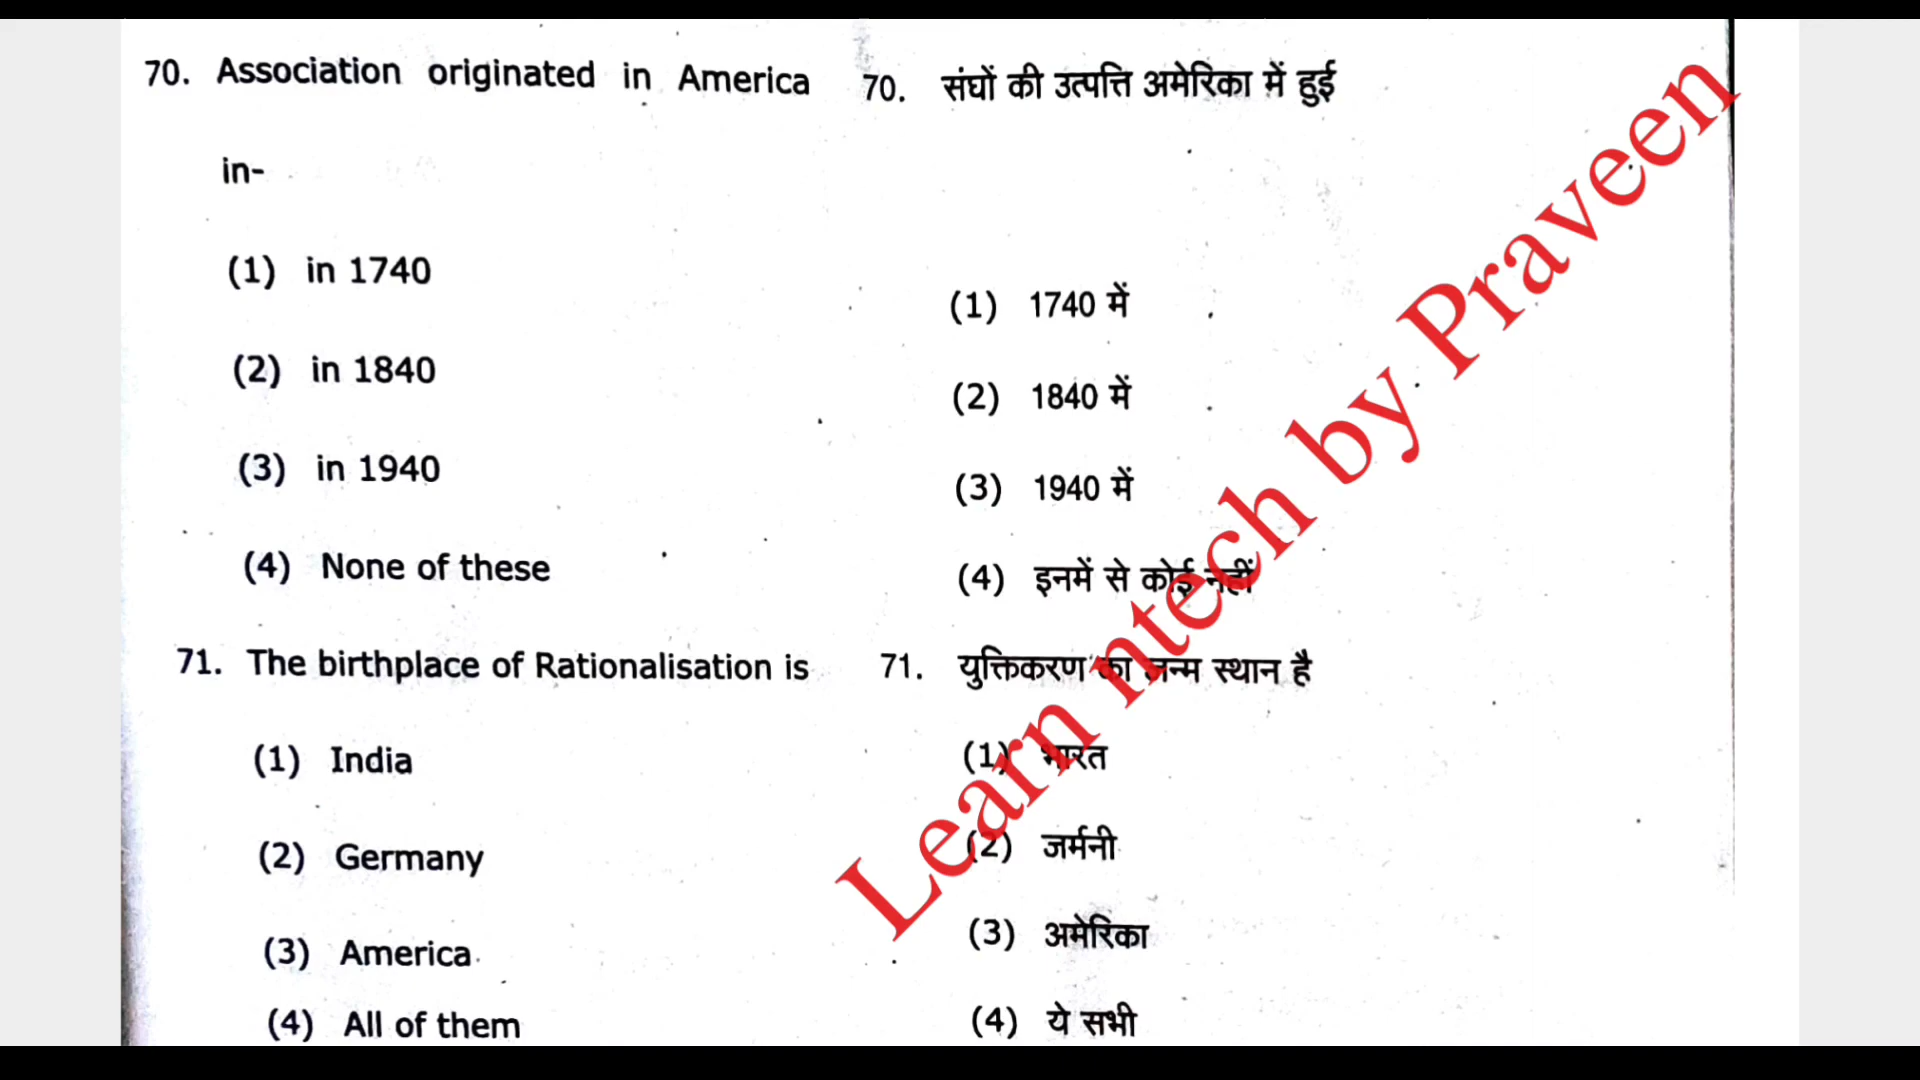 70. Association originated in America
in-
(1) in 1740
(2) in 1840
(3) in 1940
(4) None of these
71. The birthplace of Rationalisation is
(1) India
(2) Germany
(3) America
(4) All of them
70. संघों की उत्पत्ति अमेरिका में हुई
(1) 1740 में
(2) 1840 में
(3) 1940 में
(4) इनमें से कोई नहीं
71. युक्तिकरण का जन्म स्थान है
(1) भारत
(2) जर्मनी
(3) अमेरिका
(4) ये सभी
Learn ntech by Praveen